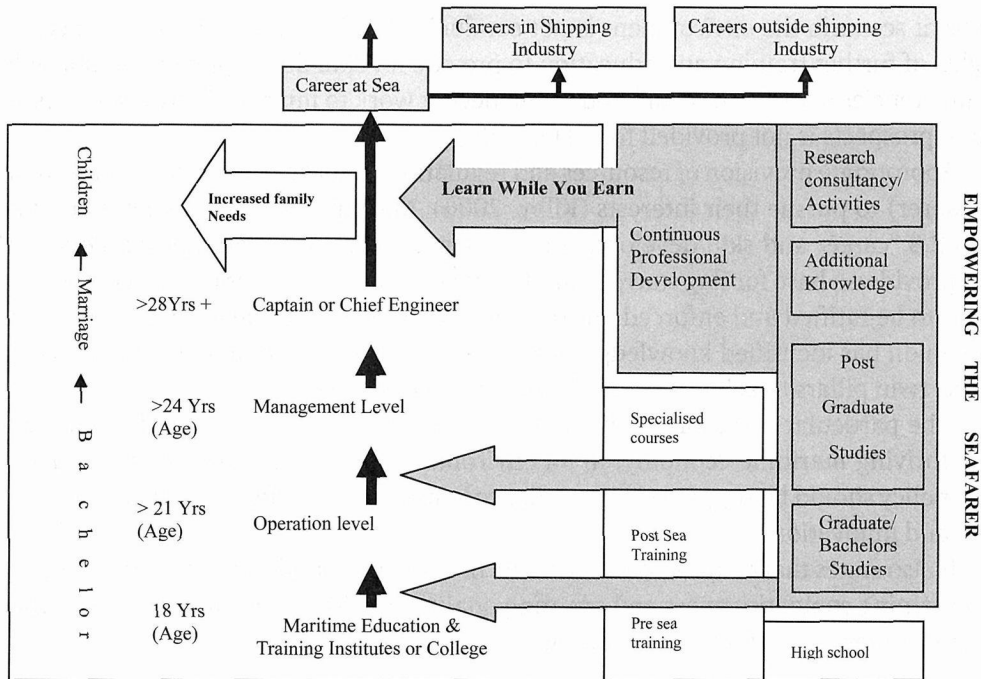 Careers in Shipping
Industry
Careers outside shipping
Industry
Career at Sea
Children
Marriage
Bachelor
Increased family
Needs
Learn While You Earn
Continuous
Professional
Development
Research
consultancy/
Activities
Additional
Knowledge
EMPOWERING THE SEAFARER
>28Yrs +
Captain or Chief Engineer
Post
Graduate
Studies
>24 Yrs
(Age)
Management Level
Specialised
courses
> 21 Yrs
(Age)
Operation level
Post Sea
Training
Graduate/
Bachelors
Studies
18 Yrs
(Age)
Maritime Education &
Training Institutes or College
Pre sea
training
High school